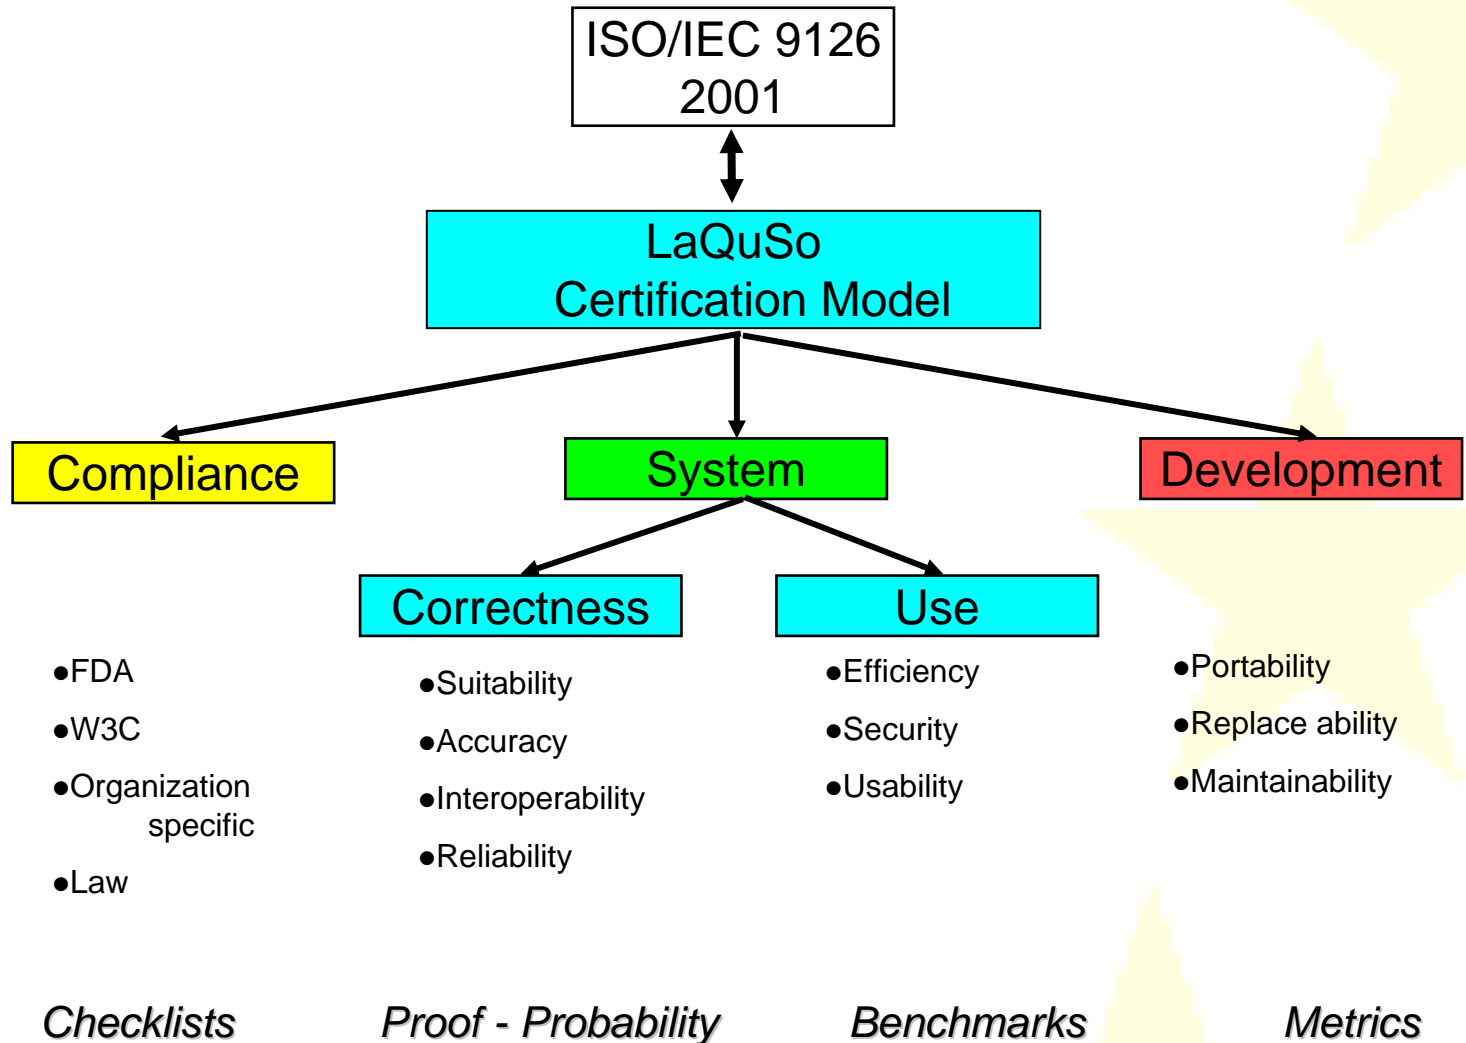 ISO/IEC 9126
2001
LaQuSo
Certification Model
Compliance
System
Development
Correctness
Use
●FDA
●W3C
●Organization
specific
●Law
●Suitability
●Accuracy
●Interoperability
●Reliability
●Efficiency
●Security
●Usability
●Portability
●Replace ability
●Maintainability
Checklists
Proof - Probability
Benchmarks
Metrics